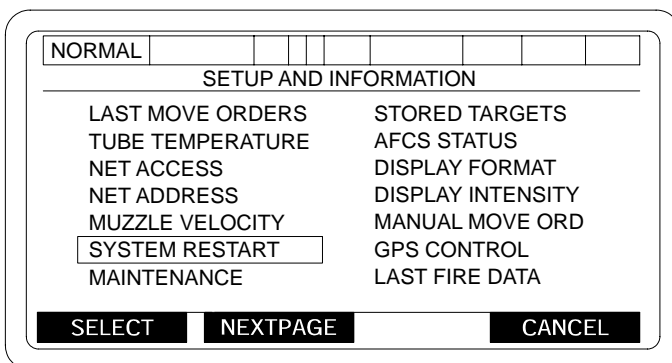 NORMAL
SETUP AND INFORMATION
LAST MOVE ORDERS
TUBE TEMPERATURE
NET ACCESS
NET ADDRESS
MUZZLE VELOCITY
SYSTEM RESTART
MAINTENANCE
STORED TARGETS
AFCS STATUS
DISPLAY FORMAT
DISPLAY INTENSITY
MANUAL MOVE ORD
GPS CONTROL
LAST FIRE DATA
SELECT NEXTPAGE CANCEL